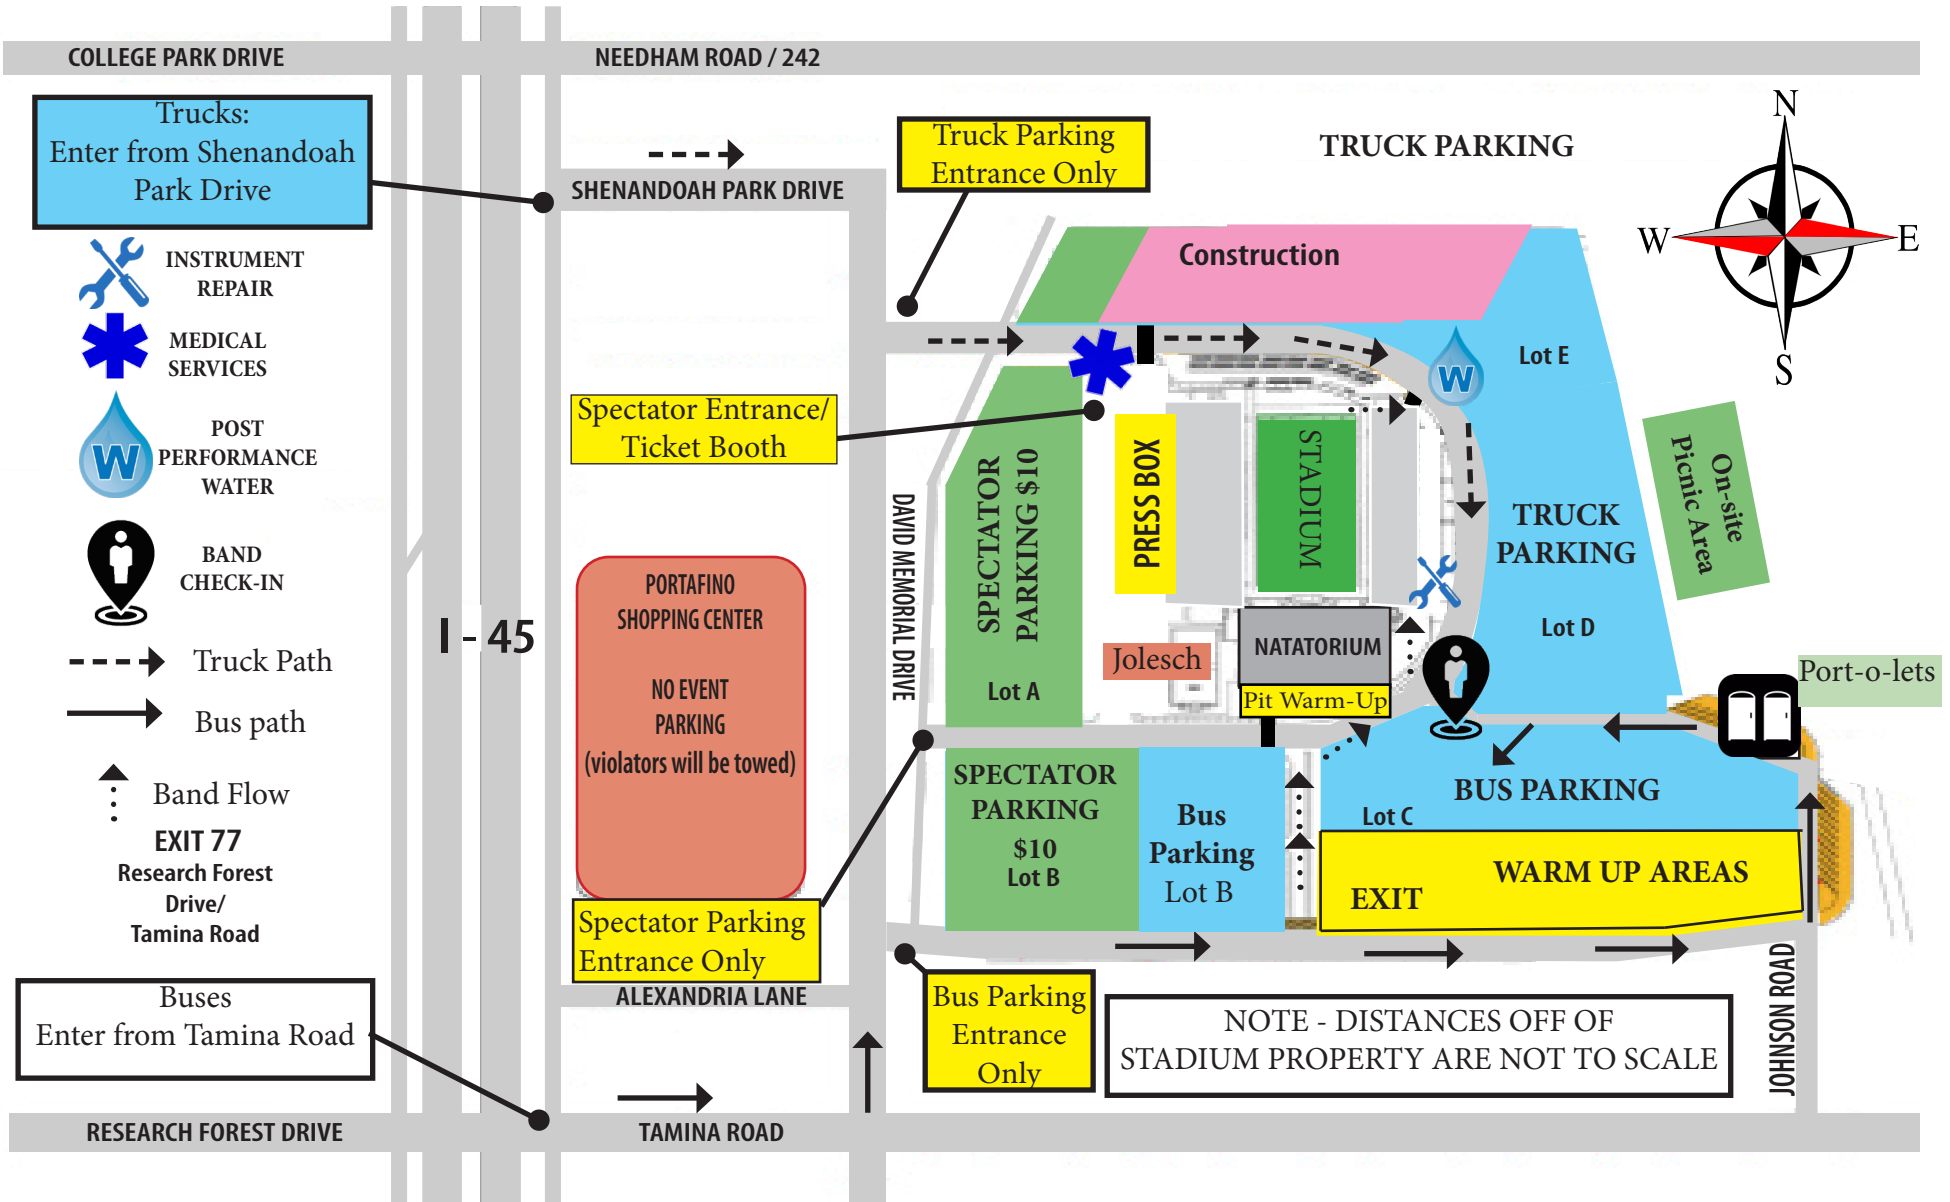 COLLEGE PARK DRIVE
NEEDHAM ROAD / 242
Trucks:
Enter from Shenandoah
Park Drive
INSTRUMENT
REPAIR
MEDICAL
SERVICES
W
POST
PERFORMANCE
WATER
BAND
CHECK-IN
Truck Path
Bus path
Band Flow
EXIT 77
Research Forest
Drive/
Tamina Road
Buses
Enter from Tamina Road
RESEARCH FOREST DRIVE
I - 45
SHENANDOAH PARK DRIVE
Truck Parking
Entrance Only
TRUCK PARKING
N
W
E
S
Construction
Lot E
W
Spectator Entrance/
Ticket Booth
PORTAFINO
SHOPPING CENTER
NO EVENT
PARKING
(violators will be towed)
Spectator Parking
Entrance Only
ALEXANDRIA LANE
DAVID MEMORIAL DRIVE
SPECTATOR
PARKING $10
Lot A
PRESS BOX
STADIUM
TRUCK
PARKING
Lot D
On-site
Picnic Area
Jolesch
NATATORIUM
Pit Warm-Up
Port-o-lets
SPECTATOR
PARKING
$10
Lot B
Bus
Parking
Lot B
BUS PARKING
Lot C
WARM UP AREAS
EXIT
Bus Parking
Entrance
Only
NOTE - DISTANCES OFF OF
STADIUM PROPERTY ARE NOT TO SCALE
JOHNSON ROAD
TAMINA ROAD